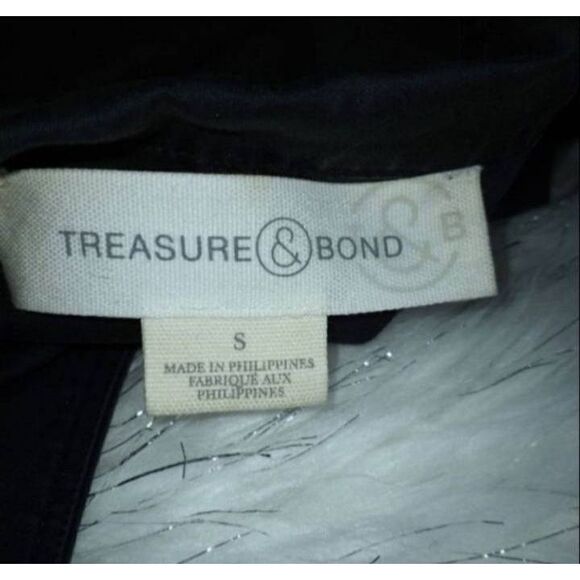 TREASURE & BOND & B
S
MADE IN PHILIPPINES
FABRIQUÉ AUX
PHILIPPINES